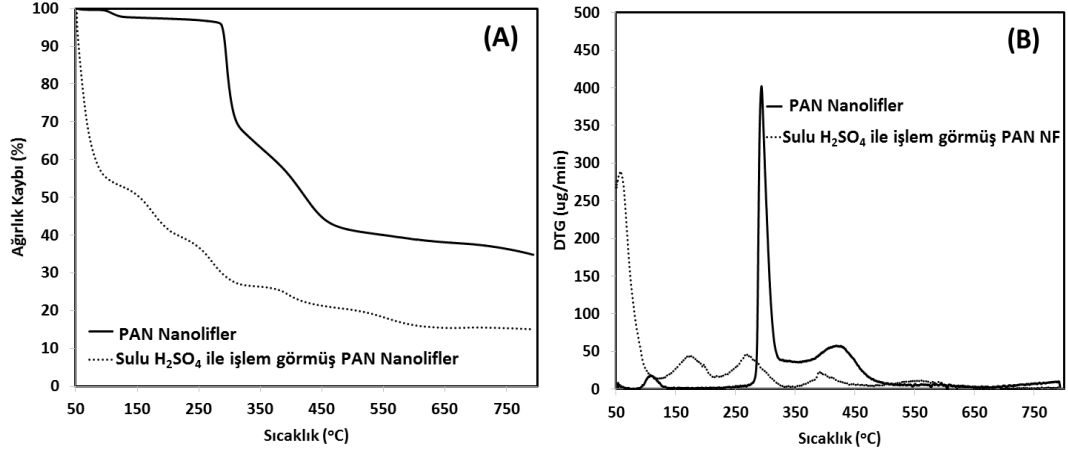 (A)
Ağırlık Kaybı (%)
100
90
80
70
60
50
40
30
20
10
0
PAN Nanolifler
Sulu H₂SO₄ ile işlem görmüş PAN Nanolifler
50 150 250 350 450 550 650 750
Sıcaklık (°C)
(B)
DTG (ug/min)
500
450
400
350
300
250
200
150
100
50
0
PAN Nanolifler
Sulu H₂SO₄ ile işlem görmüş PAN NF
50 150 250 350 450 550 650 750
Sıcaklık (°C)